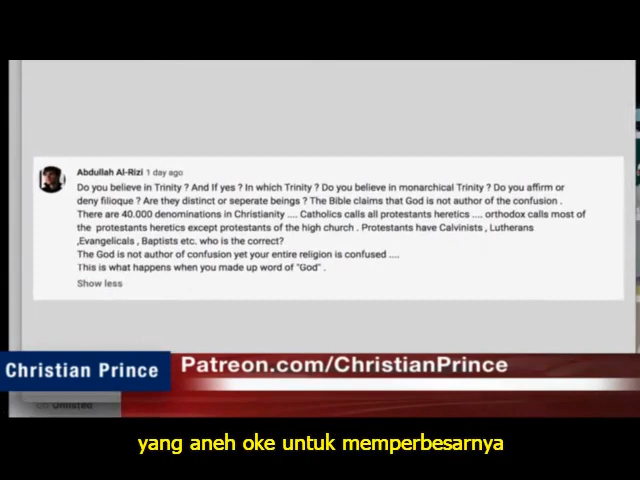 Abdullah Al-Rizi 1 day ago
Do you believe in Trinity ? And If yes ? In which Trinity ? Do you believe in monarchical Trinity ? Do you affirm or
deny filioque ? Are they distinct or seperate beings ? The Bible claims that God is not author of the confusion .
There are 40.000 denominations in Christianity .... Catholics calls all protestants heretics .... orthodox calls most of
the protestants heretics except protestants of the high church . Protestants have Calvinists , Lutherans
,Evangelicals , Baptists etc. who is the correct?
The God is not author of confusion yet your entire religion is confused ....
This is what happens when you made up word of "God" .
Show less
Christian Prince
Patreon.com/ChristianPrince
Unlisted
yang aneh oke untuk memperbesarnya